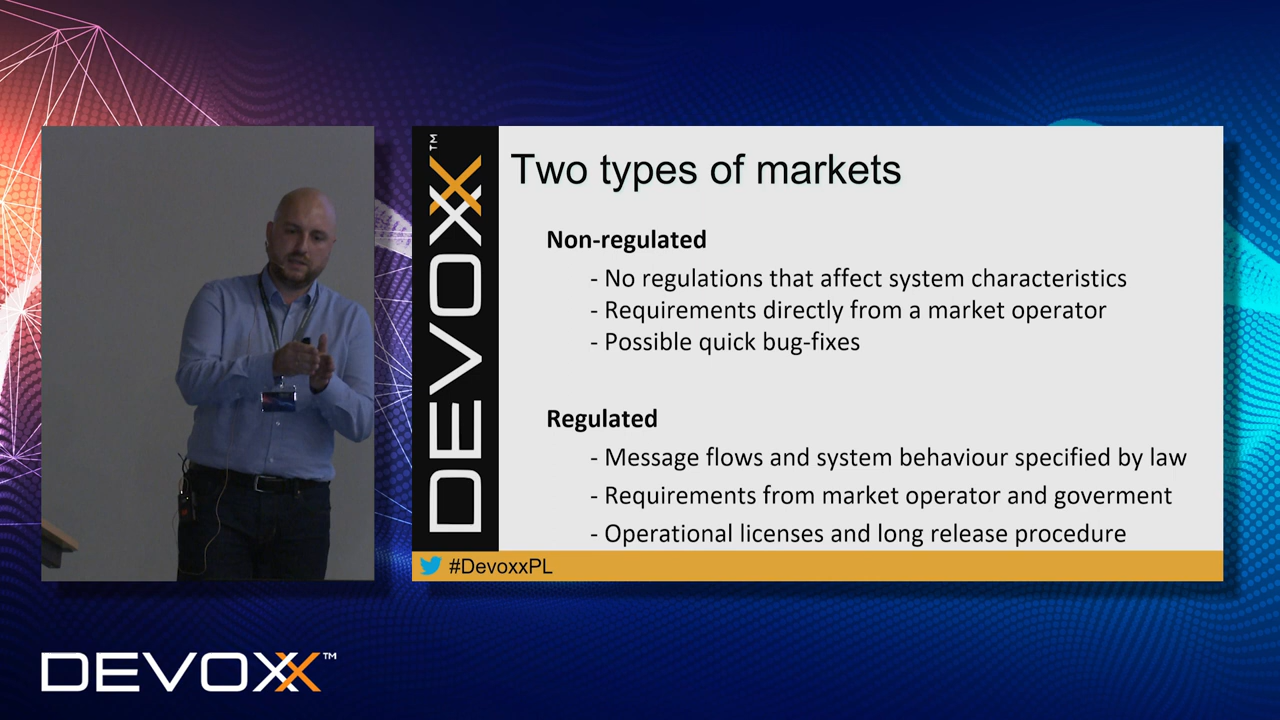 DEVOXX™
Two types of markets
Non-regulated
- No regulations that affect system characteristics
- Requirements directly from a market operator
- Possible quick bug-fixes
Regulated
- Message flows and system behaviour specified by law
- Requirements from market operator and goverment
- Operational licenses and long release procedure
#DevoxxPL
DEVOXX™